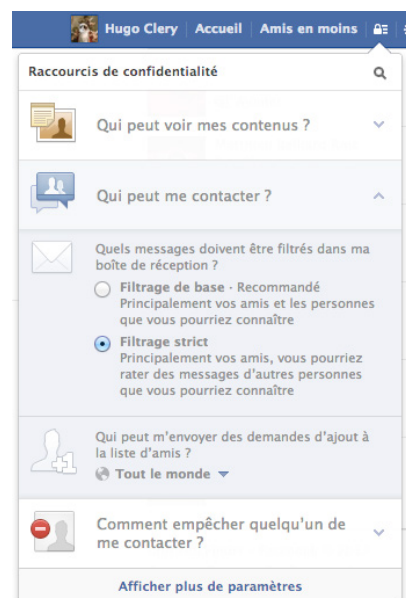 Hugo Clery Accueil Amis en moins
Raccourcis de confidentialité
Qui peut voir mes contenus ?
Qui peut me contacter ?
Quels messages doivent être filtrés dans ma
boîte de réception ?
Filtrage de base · Recommandé
Principalement vos amis et les personnes
que vous pourriez connaître
Filtrage strict
Principalement vos amis, vous pourriez
rater des messages d'autres personnes
que vous pourriez connaître
Qui peut m'envoyer des demandes d'ajout à
la liste d'amis ?
+1
Tout le monde
Comment empêcher quelqu'un de
me contacter ?
Afficher plus de paramètres